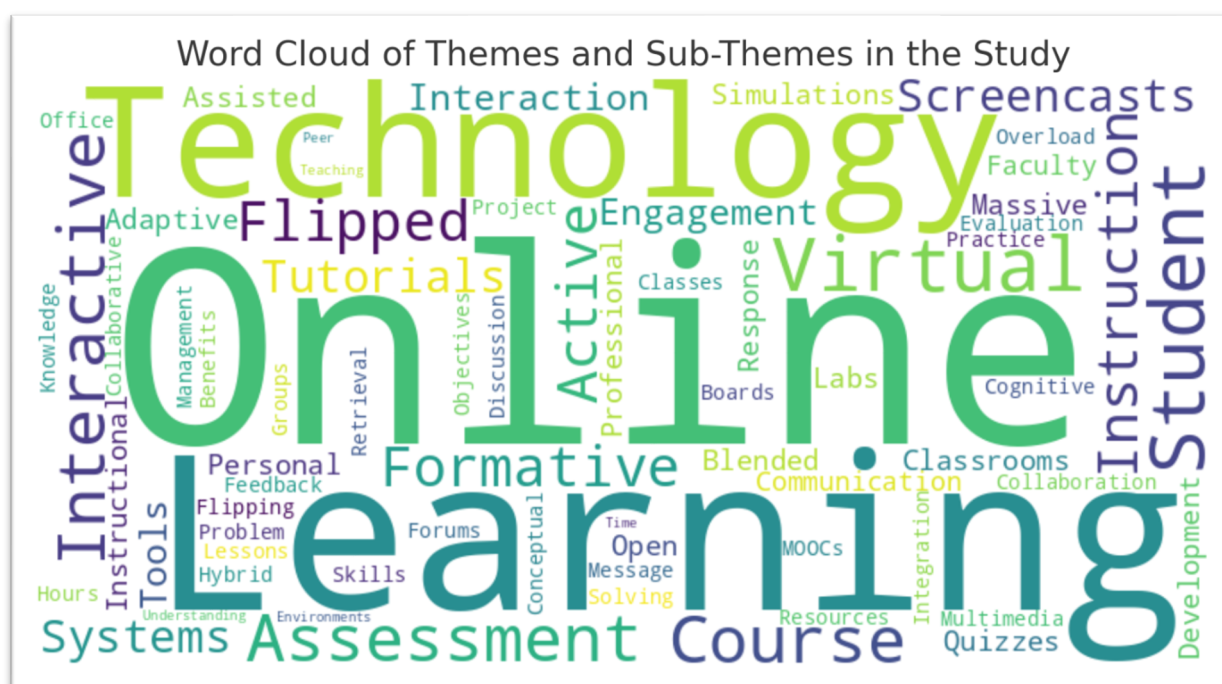 Word Cloud of Themes and Sub-Themes in the Study
Technology
Assisted
Interaction
Simulations
Screencasts
Office
Peer
Teaching
Overload
Faculty
Interactive
Adaptive
Flipped
Project
Active
Engagement
Massive
Evaluation
Practice
Instruction
Student
Collaborative
Tutorials
Professional
Classes
Response
Virtual
Online
Knowledge
Management
Benefits
Groups
Retrieval
Objectives
Discussion
Boards
Labs
Cognitive
Instructional
Personal
Formative
Blended
Classrooms
Feedback
Communication
Collaboration
Learning
Flipping
Tools
Problem
Forums
Conceptual
Time
Open
MOOCs
Integration
Development
Lessons
Hybrid
Skills
Message
Solving
Hours
Understanding
Environments
Resources
Multimedia
Systems
Assessment
Course
Quizzes